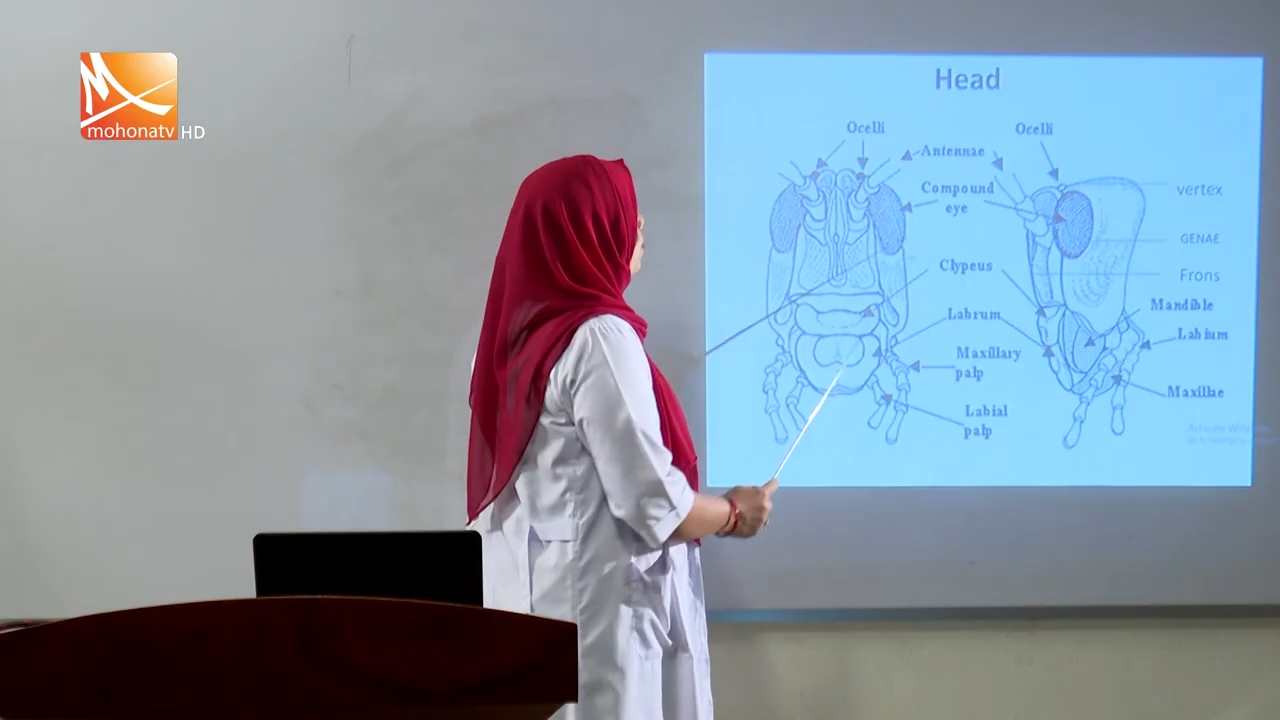 mohonatv HD
Head
Ocelli
Ocelli
Antennae
Compound
eye
vertex
GENAE
Clypeus
Frons
Mandible
Labrum
Labium
Maxillary
palp
Maxillae
Labial
palp